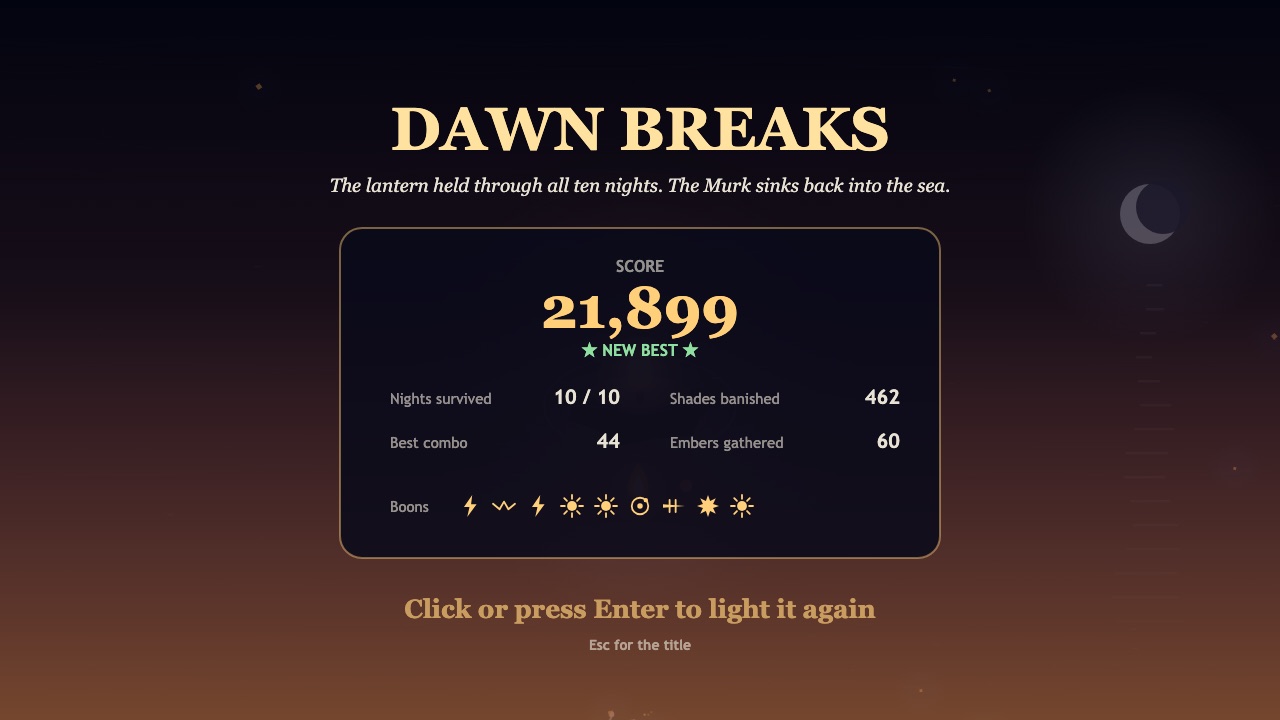 DAWN BREAKS
The lantern held through all ten nights. The Murk sinks back into the sea.
SCORE
21,899
★ NEW BEST ★
Nights survived 10 / 10 Shades banished 462
Best combo 44 Embers gathered 60
Boons
Click or press Enter to light it again
Esc for the title